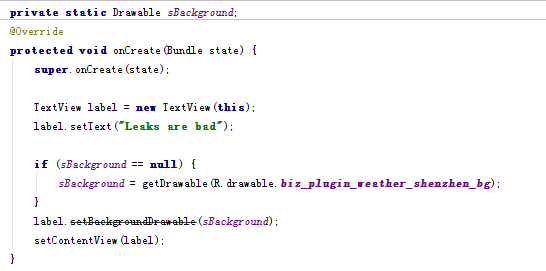 private static Drawable sBackground;
@Override
protected void onCreate(Bundle state) {
super.onCreate(state);
TextView label = new TextView(this);
label.setText("Leaks are bad");
if (sBackground == null) {
sBackground = getDrawable(R.drawable.biz_plugin_weather_shenzhen_bg);
}
label.setBackgroundDrawable(sBackground);
setContentView(label);
}